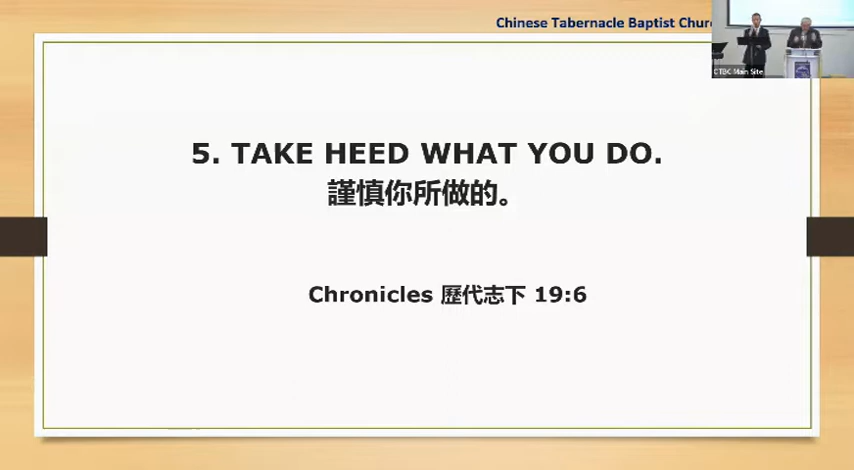 Chinese Tabernacle Baptist Chur
5. TAKE HEED WHAT YOU DO.
謹慎你所做的。
Chronicles 歷代志下 19:6
CTBC Main Site